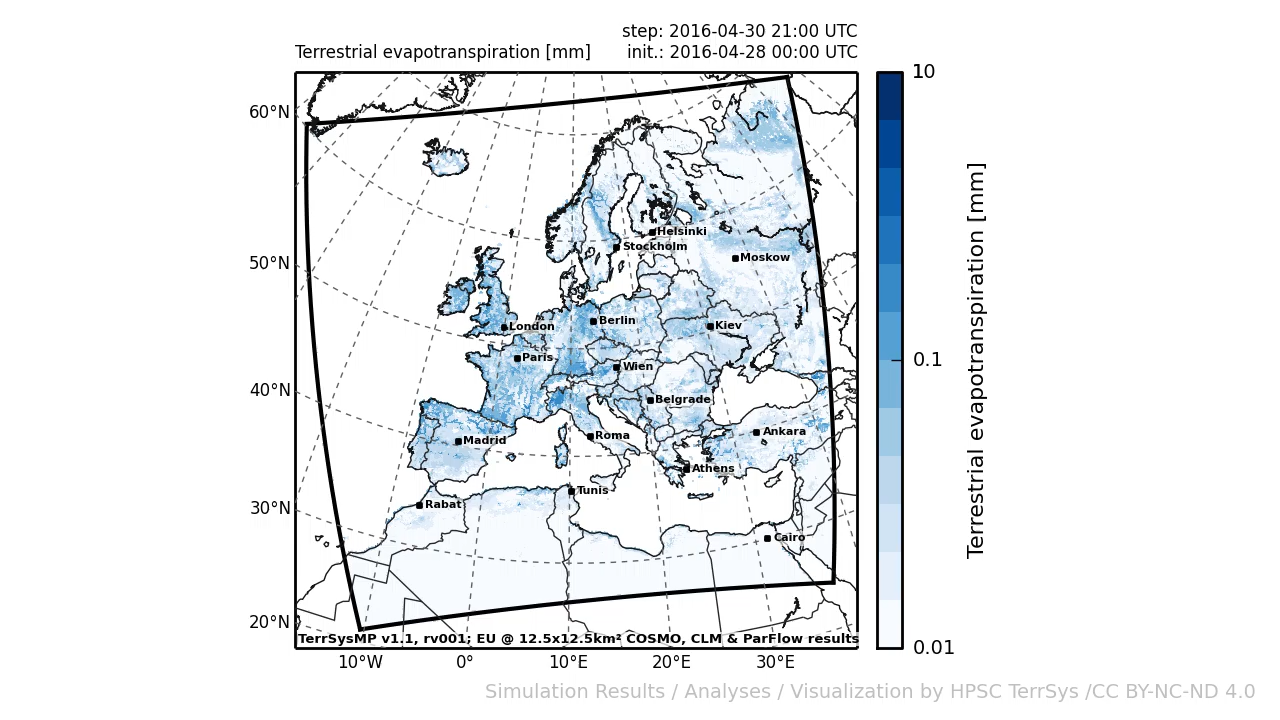 step: 2016-04-30 21:00 UTC
Terrestrial evapotranspiration [mm] init.: 2016-04-28 00:00 UTC
10
60°N
Helsinki
Stockholm
Moskow
50°N
London
Berlin
Kiev
Paris
0.1
Wien
40°N
Belgrade
Madrid
Roma
Ankara
Athens
Tunis
30°N
Rabat
Cairo
20°N
TerrSysMP v1.1, rv001; EU @ 12.5x12.5km² COSMO, CLM & ParFlow results
0.01
10°W 0° 10°E 20°E 30°E
Terrestrial evapotranspiration [mm]
Simulation Results / Analyses / Visualization by HPSC TerrSys /CC BY-NC-ND 4.0